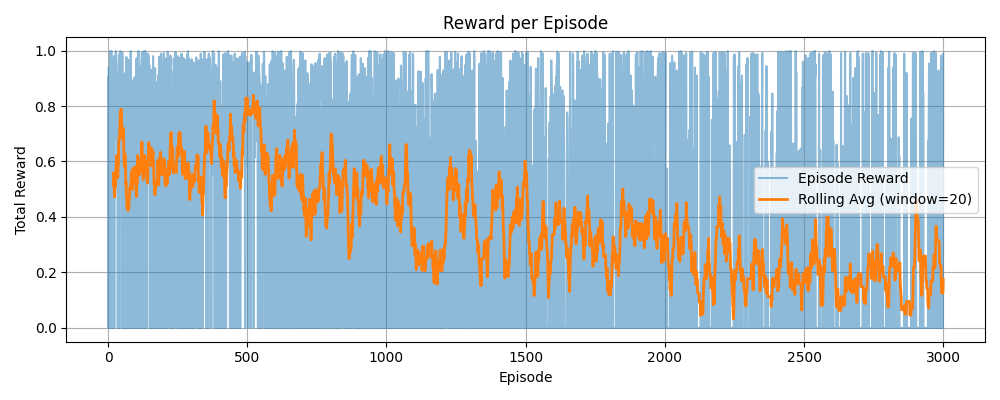 Reward per Episode
1.0
0.8
0.6
0.4
0.2
0.0
Total Reward
Episode Reward
Rolling Avg (window=20)
0 500 1000 1500 2000 2500 3000
Episode